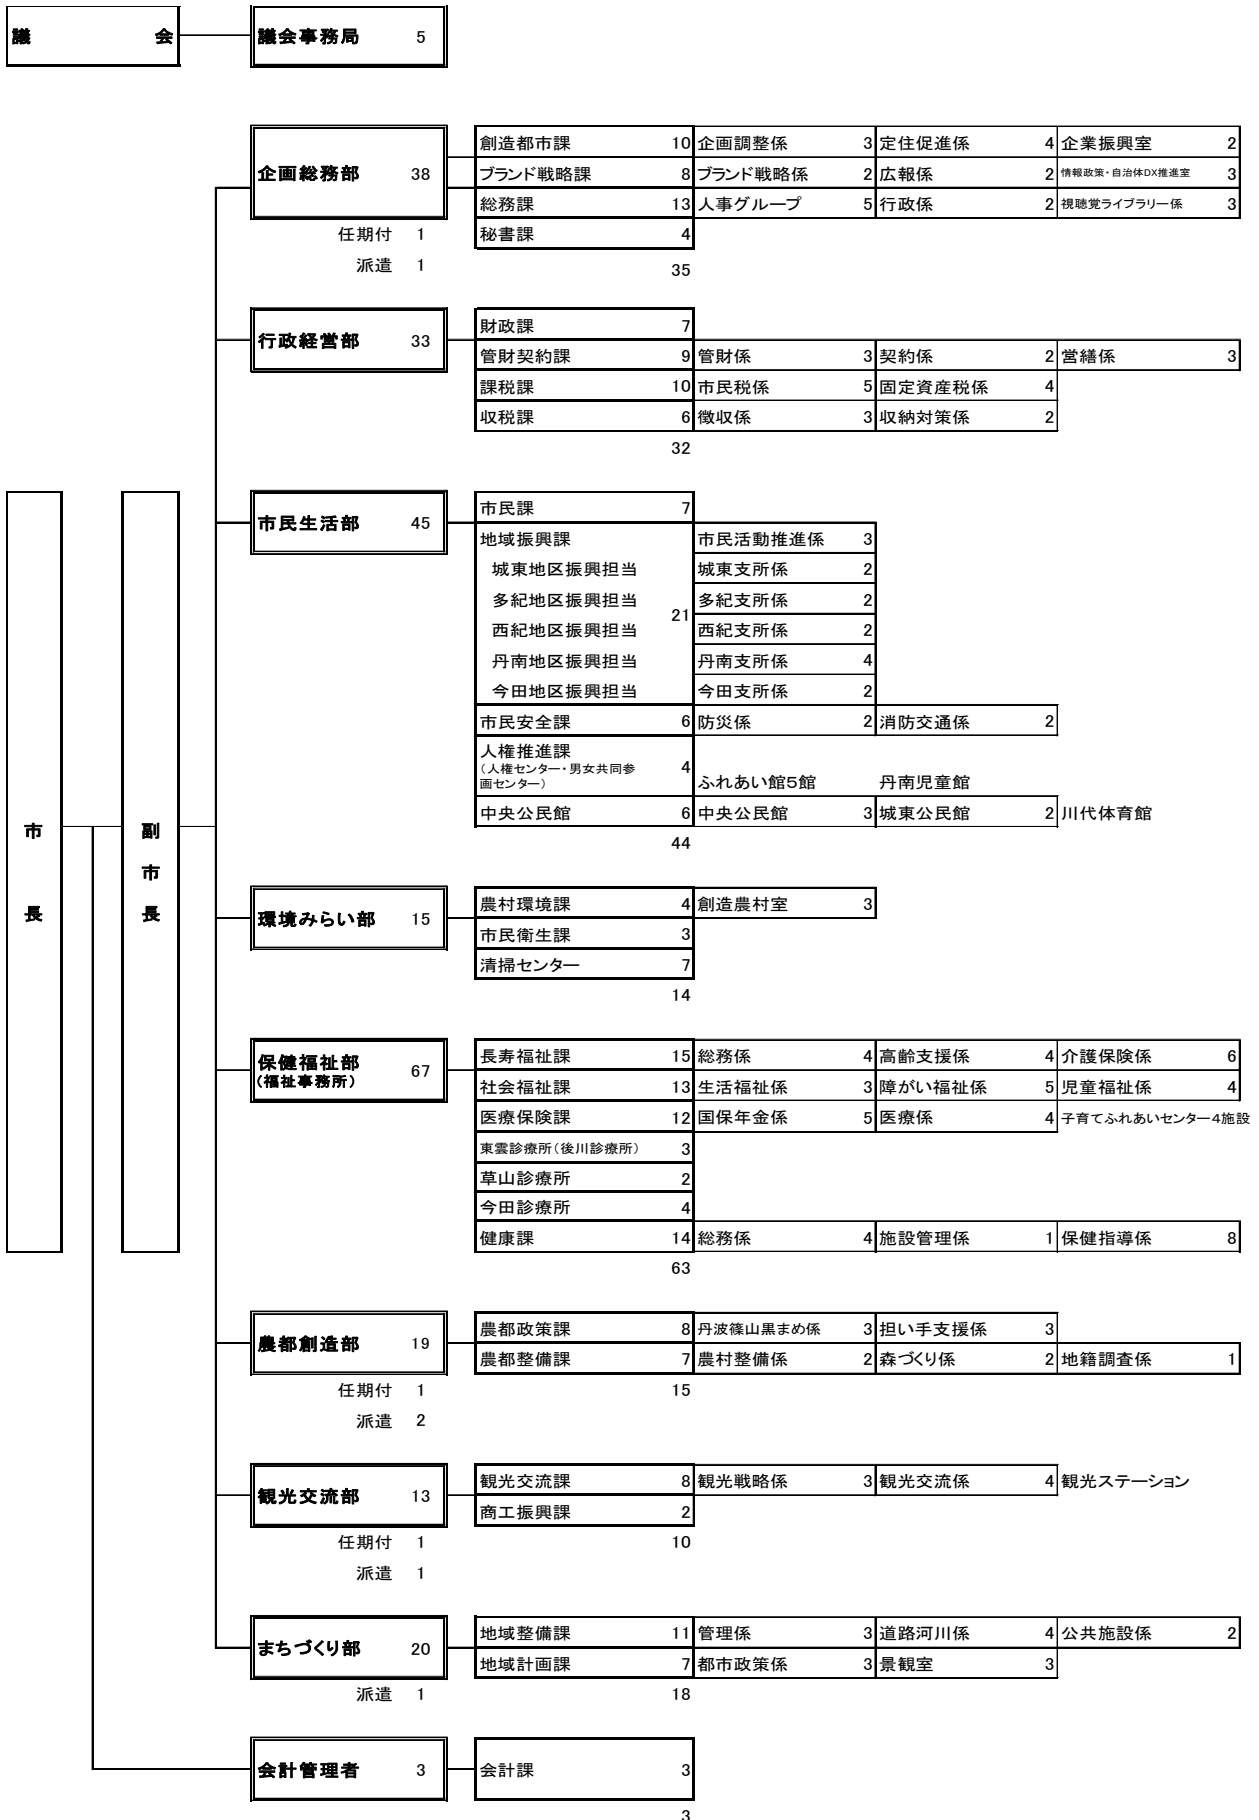 議会 議会事務局 5
創造都市課 10 企画調整係 3 定住促進係 4 企業振興室 2
企画総務部 38 ブランド戦略課 8 ブランド戦略係 2 広報係 2 情報政策・自治体DX推進室 3
総務課 13 人事グループ 5 行政係 2 視聴覚ライブラリー係 3
任期付 1 秘書課 4
派遣 1 35
財政課 7
行政経営部 33 管財契約課 9 管財係 3 契約係 2 営繕係 3
課税課 10 市民税係 5 固定資産税係 4
収税課 6 徴収係 3 収納対策係 2
32
市民課 7
市民生活部 45
地域振興課 21 市民活動推進係 3
城東地区振興担当 城東支所係 2
多紀地区振興担当 多紀支所係 2
西紀地区振興担当 西紀支所係 2
丹南地区振興担当 丹南支所係 4
今田地区振興担当 今田支所係 2
市民安全課 6 防災係 2 消防交通係 2
人権推進課 4
(人権センター・男女共同参
画センター) ふれあい館5館 丹南児童館
中央公民館 6 中央公民館 3 城東公民館 2 川代体育館
44
市長 副市長
農村環境課 4 創造農村室 3
環境みらい部 15
市民衛生課 3
清掃センター 7
14
保健福祉部 67 長寿福祉課 15 総務係 4 高齢支援係 4 介護保険係 6
(福祉事務所) 社会福祉課 13 生活福祉係 3 障がい福祉係 5 児童福祉係 4
医療保険課 12 国保年金係 5 医療係 4 子育てふれあいセンター4施設
東雲診療所(後川診療所) 3
草山診療所 2
今田診療所 4
健康課 14 総務係 4 施設管理係 1 保健指導係 8
63
農都創造部 19 農都政策課 8 丹波篠山黒まめ係 3 担い手支援係 3
農都整備課 7 農村整備係 2 森づくり係 2 地籍調査係 1
任期付 1 15
派遣 2
観光交流部 13 観光交流課 8 観光戦略係 3 観光交流係 4 観光ステーション
商工振興課 2
任期付 1 10
派遣 1
まちづくり部 20 地域整備課 11 管理係 3 道路河川係 4 公共施設係 2
地域計画課 7 都市政策係 3 景観室 3
派遣 1 18
会計管理者 3 会計課 3
3